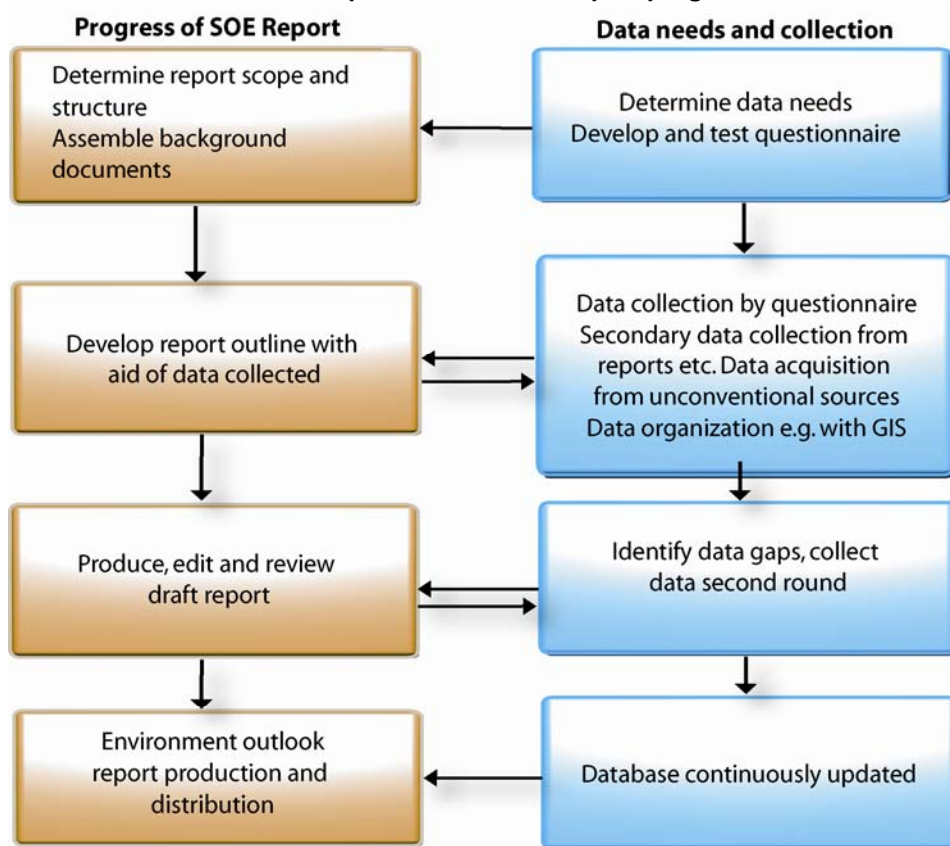 Progress of SOE Report
Data needs and collection
Determine report scope and
structure
Assemble background
documents
Determine data needs
Develop and test questionnaire
Develop report outline with
aid of data collected
Data collection by questionnaire
Secondary data collection from
reports etc. Data acquisition
from unconventional sources
Data organization e.g. with GIS
Produce, edit and review
draft report
Identify data gaps, collect
data second round
Environment outlook
report production and
distribution
Database continuously updated